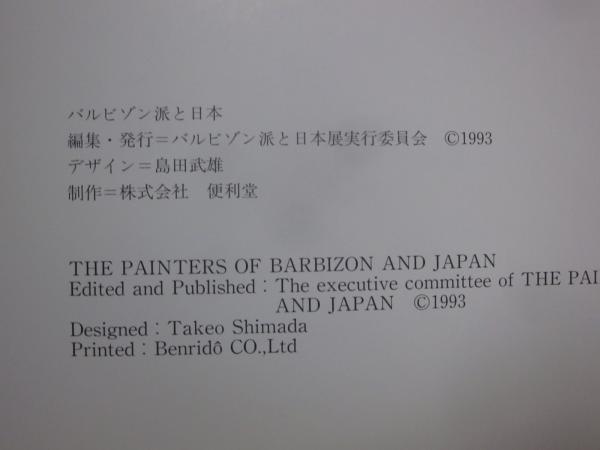 バルビゾン派と日本
編集・発行＝バルビゾン派と日本展実行委員会　©1993
デザイン＝島田武雄
制作＝株式会社　便利堂
THE PAINTERS OF BARBIZON AND JAPAN
Edited and Published : The executive committee of THE PAI
AND JAPAN ©1993
Designed : Takeo Shimada
Printed : Benridô CO.,Ltd